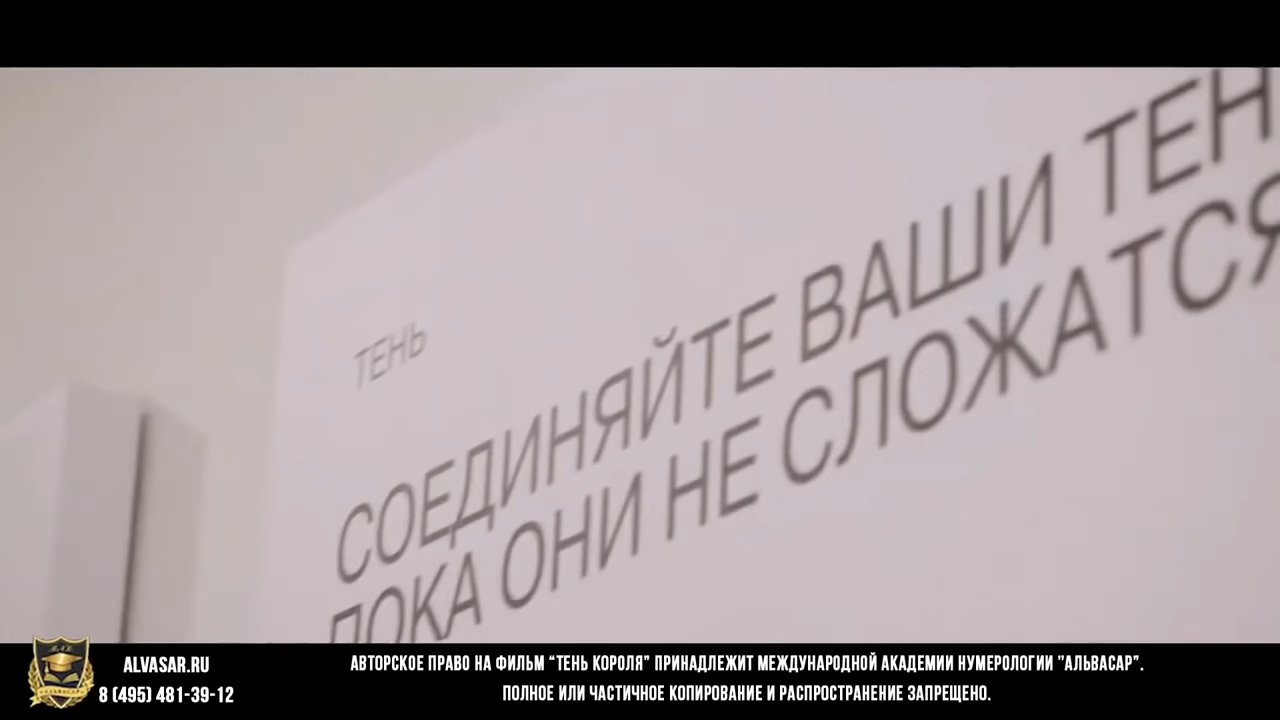 ТЕНЬ
СОЕДИНЯЙТЕ ВАШИ ТЕН
ПОКА ОНИ НЕ СЛОЖАТСЯ
ALVASAR.RU
8 (495) 481-39-12
АВТОРСКОЕ ПРАВО НА ФИЛЬМ “ТЕНЬ КОРОЛЯ” ПРИНАДЛЕЖИТ МЕЖДУНАРОДНОЙ АКАДЕМИИ НУМЕРОЛОГИИ "АЛЬВАСАР".
ПОЛНОЕ ИЛИ ЧАСТИЧНОЕ КОПИРОВАНИЕ И РАСПРОСТРАНЕНИЕ ЗАПРЕЩЕНО.
«АЛЬВАСАР»